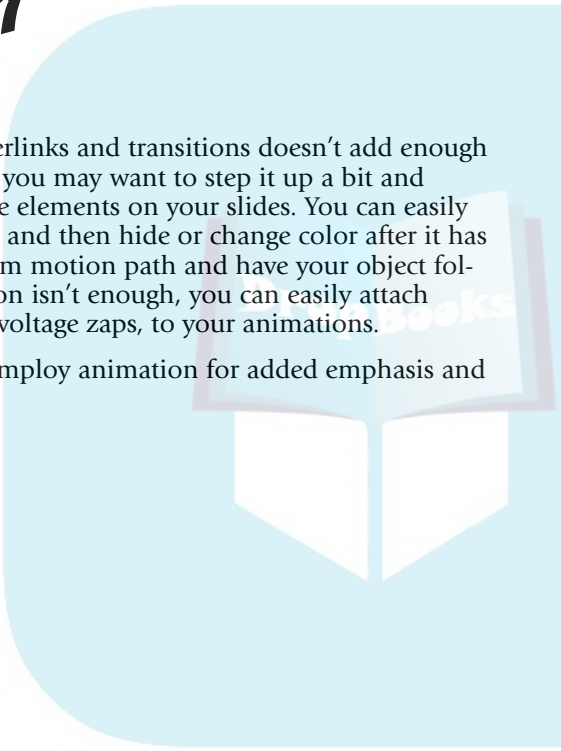 erlinks and transitions doesn't add enough
you may want to step it up a bit and
e elements on your slides. You can easily
and then hide or change color after it has
m motion path and have your object fol-
on isn't enough, you can easily attach
voltage zaps, to your animations.
mploy animation for added emphasis and
DropBooks